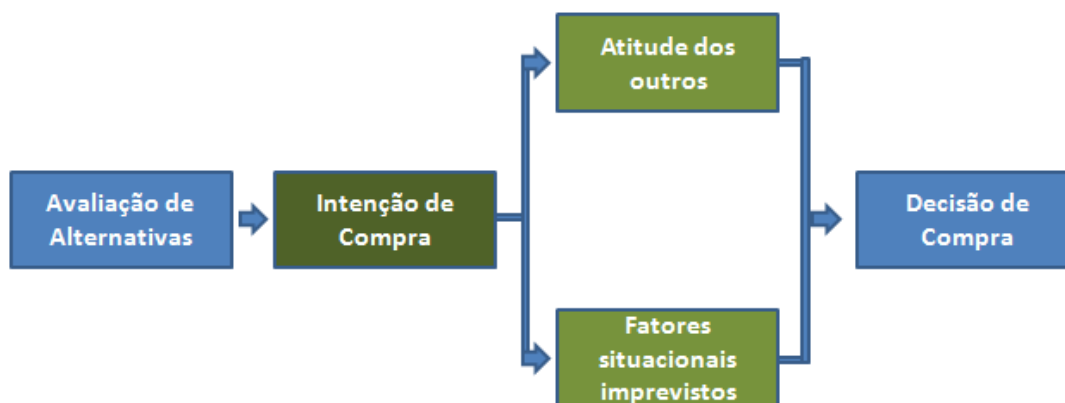 Avaliação de
Alternativas
Intenção de
Compra
Atitude dos
outros
Fatores
situacionais
imprevistos
Decisão de
Compra